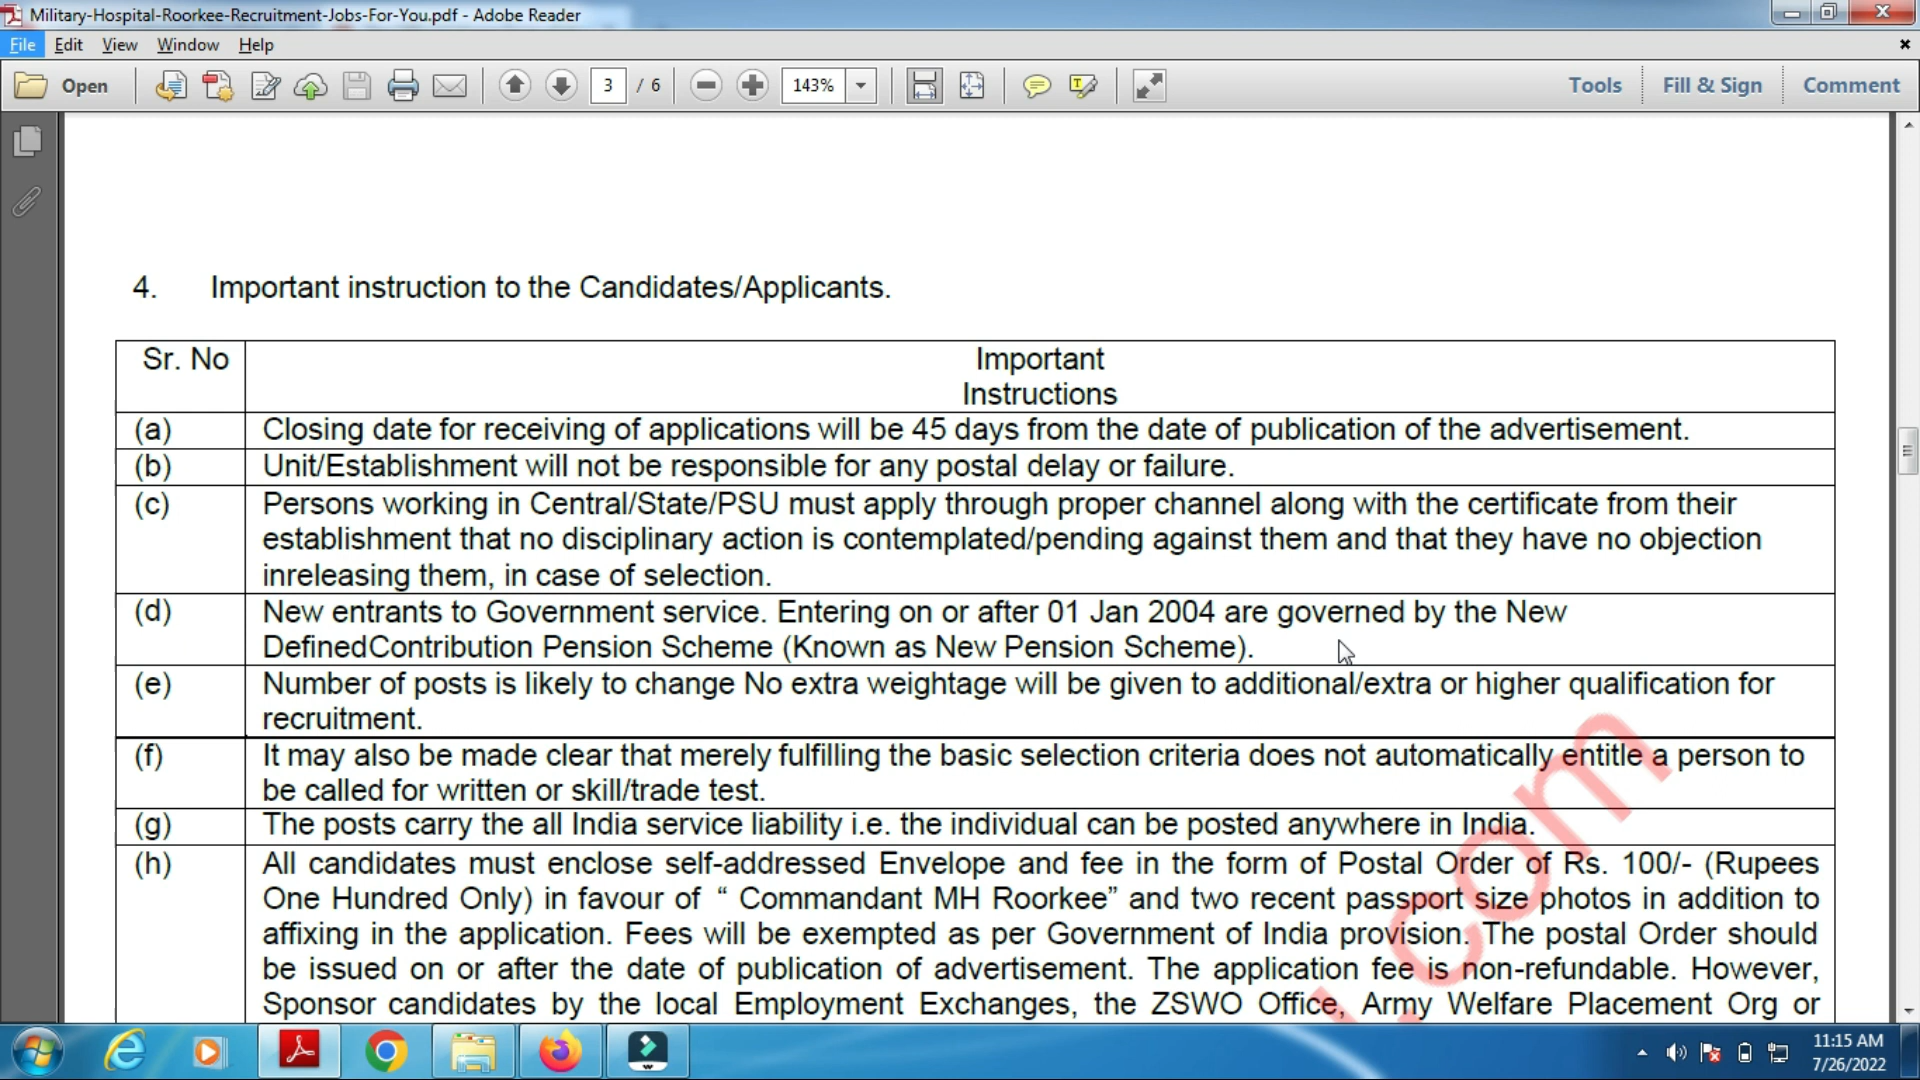 Military-Hospital-Roorkee-Recruitment-Jobs-For-You.pdf - Adobe Reader
File Edit View Window Help
Open 3 / 6 143% Tools Fill & Sign Comment
4. Important instruction to the Candidates/Applicants.
Sr. No Important
Instructions
(a) Closing date for receiving of applications will be 45 days from the date of publication of the advertisement.
(b) Unit/Establishment will not be responsible for any postal delay or failure.
(c) Persons working in Central/State/PSU must apply through proper channel along with the certificate from their
establishment that no disciplinary action is contemplated/pending against them and that they have no objection
inreleasing them, in case of selection.
(d) New entrants to Government service. Entering on or after 01 Jan 2004 are governed by the New
DefinedContribution Pension Scheme (Known as New Pension Scheme).
(e) Number of posts is likely to change No extra weightage will be given to additional/extra or higher qualification for
recruitment.
(f) It may also be made clear that merely fulfilling the basic selection criteria does not automatically entitle a person to
be called for written or skill/trade test.
(g) The posts carry the all India service liability i.e. the individual can be posted anywhere in India.
(h) All candidates must enclose self-addressed Envelope and fee in the form of Postal Order of Rs. 100/- (Rupees
One Hundred Only) in favour of “ Commandant MH Roorkee” and two recent passport size photos in addition to
affixing in the application. Fees will be exempted as per Government of India provision. The postal Order should
be issued on or after the date of publication of advertisement. The application fee is non-refundable. However,
Sponsor candidates by the local Employment Exchanges, the ZSWO Office, Army Welfare Placement Org or
.com
11:15 AM
7/26/2022